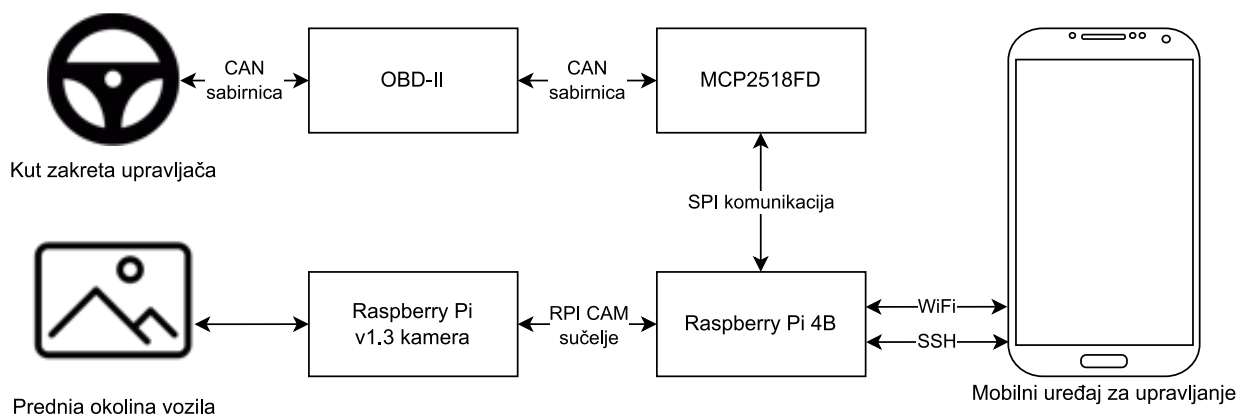 CAN
sabirnica
OBD-II
CAN
sabirnica
MCP2518FD
Kut zakreta upravljača
SPI komunikacija
Raspberry Pi
v1.3 kamera
RPI CAM
sučelje
Raspberry Pi 4B
WiFi
SSH
Mobilni uređaj za upravljanje
Prednia okolina vozila